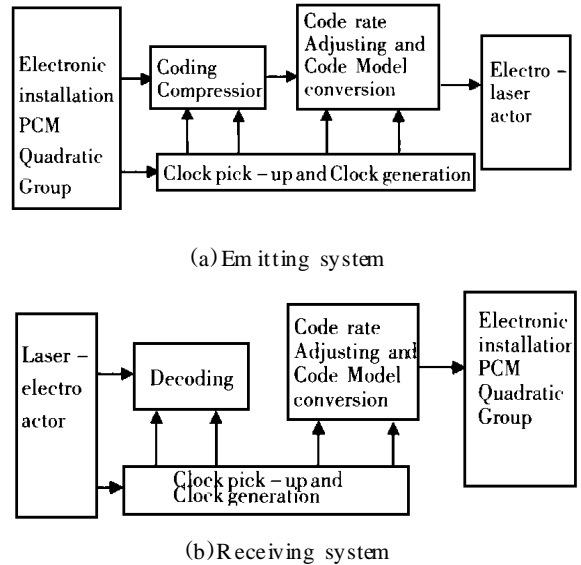 Electronic
installation
PCM
Quadratic
Group
Coding
Compression
Code rate
Adjusting and
Code Model
conversion
Electro -
laser
actor
Clock pick - up and Clock generation
(a)Emitting system
Laser -
electro
actor
Decoding
Code rate
Adjusting and
Code Model
conversion
Electronic
installation
PCM
Quadratic
Group
Clock pick - up and
Clock generation
(b)Receiving system